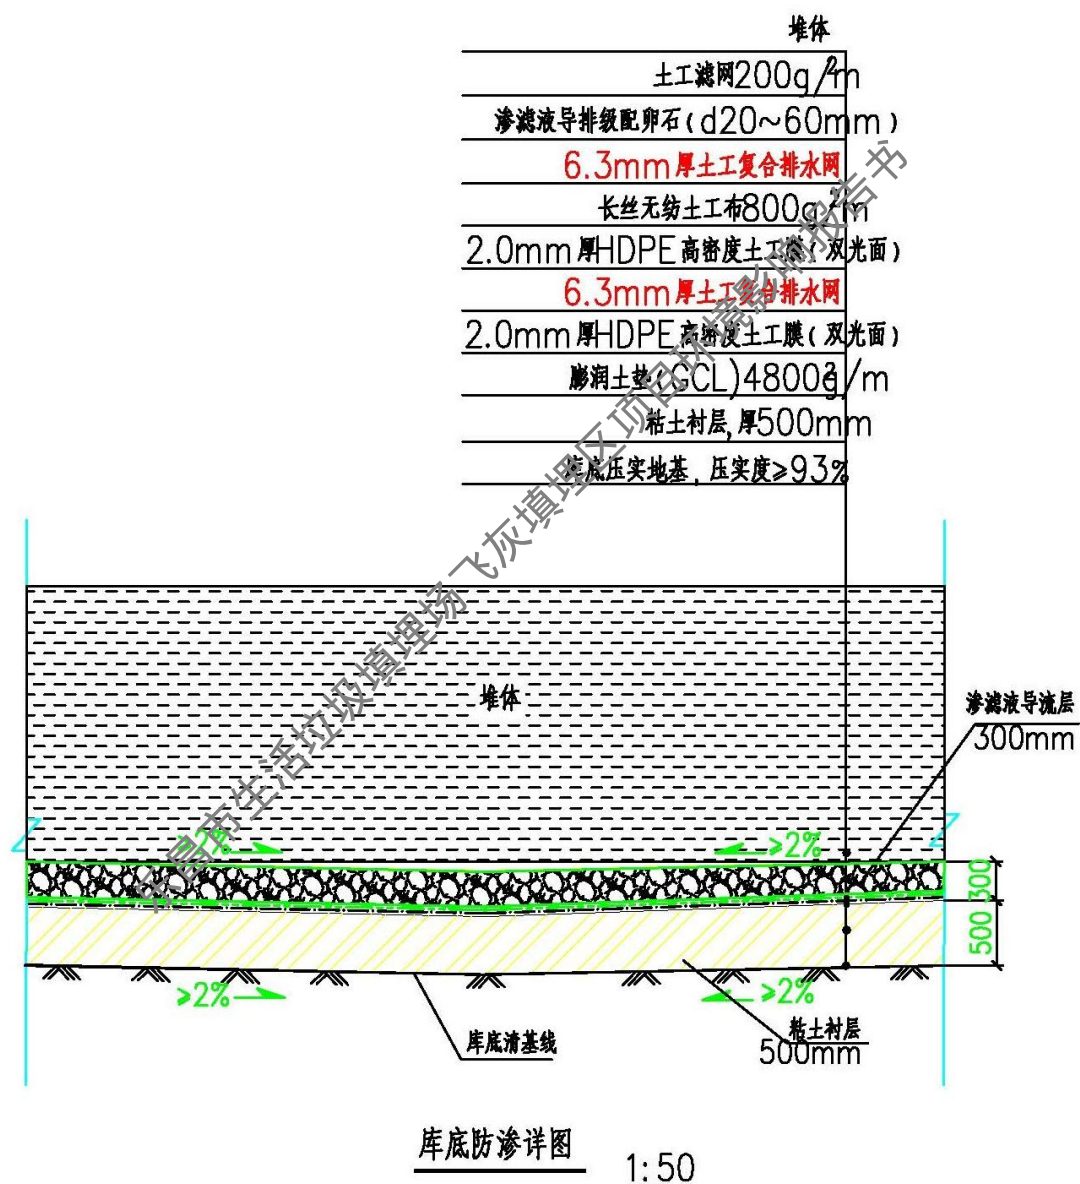 堆体
土工滤网200g/m²
渗滤液导排级配卵石(d20~60mm)
6.3mm厚土工复合排水网
长丝无纺土工布800g/m²
2.0mm厚HDPE高密度土工膜(双光面)
6.3mm厚土工复合排水网
2.0mm厚HDPE高密度土工膜(双光面)
膨润土垫(GCL)4800g/m²
粘土衬层,厚500mm
库底压实地基,压实度≥93%
堆体
渗滤液导流层
300mm
≥2%
≥2%
300
500
≥2%
≥2%
粘土衬层
500mm
库底清基线
库底防渗详图
1:50
市生活垃圾填埋场飞灰填埋区项目环境影响报告书